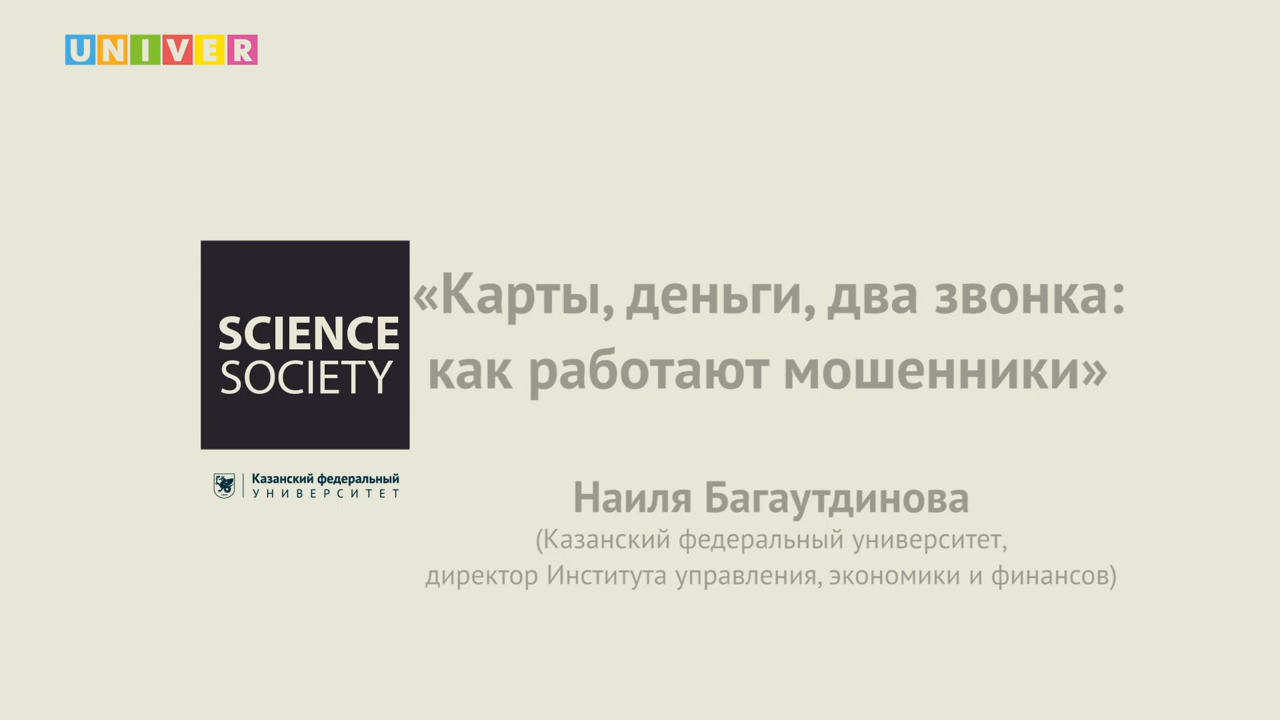 UNIVER
SCIENCE
SOCIETY
Казанский федеральный
УНИВЕРСИТЕТ
«Карты, деньги, два звонка:
как работают мошенники»
Наиля Багаутдинова
(Казанский федеральный университет,
директор Института управления, экономики и финансов)